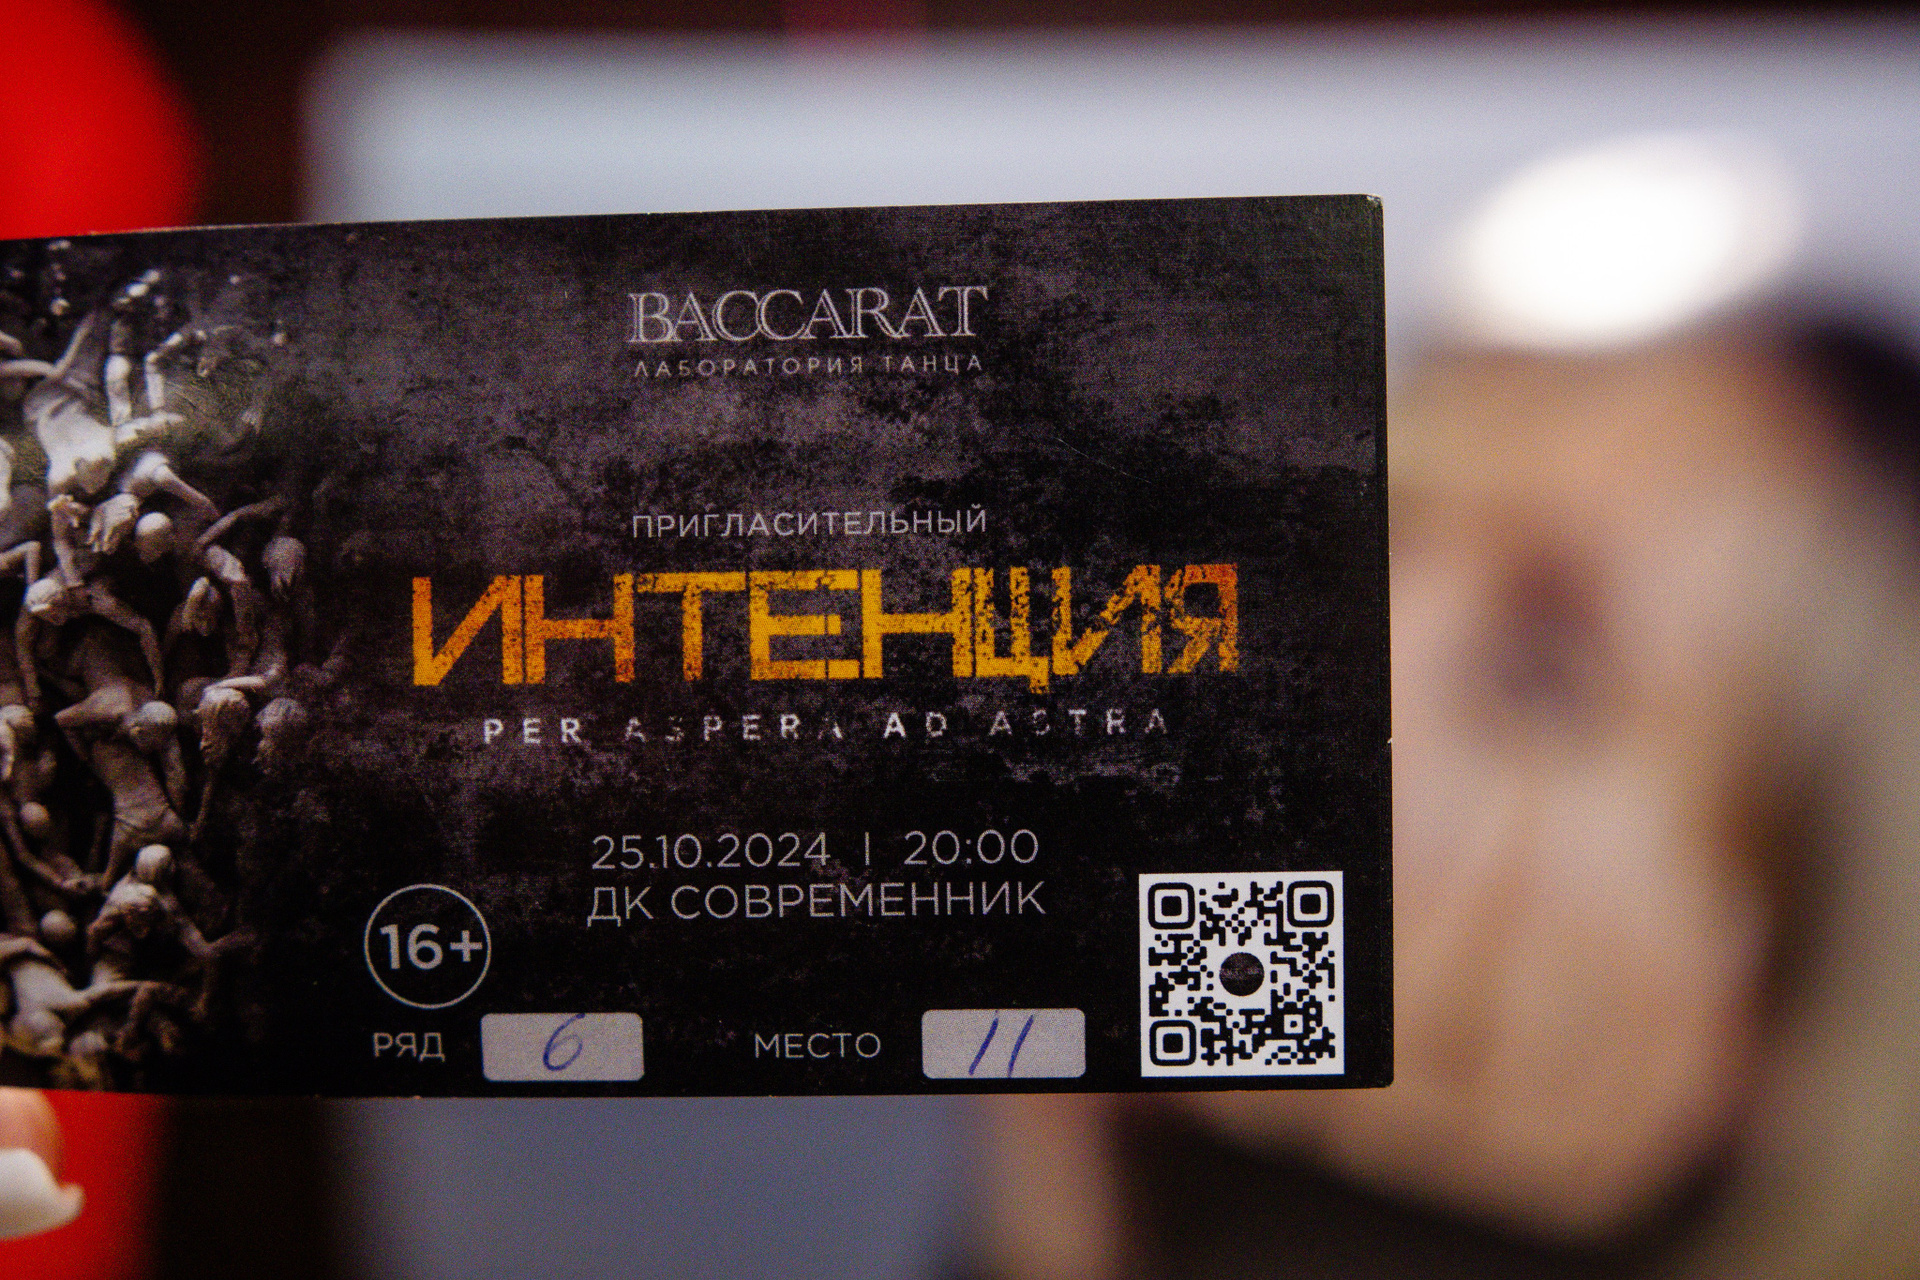 BACCARAT
ЛАБОРАТОРИЯ ТАНЦА
ПРИГЛАСИТЕЛЬНЫЙ
ИНТЕНЦИЯ
PER ASPERA AD ASTRA
25.10.2024 | 20:00
ДК СОВРЕМЕННИК
16+
РЯД 6 МЕСТО 11